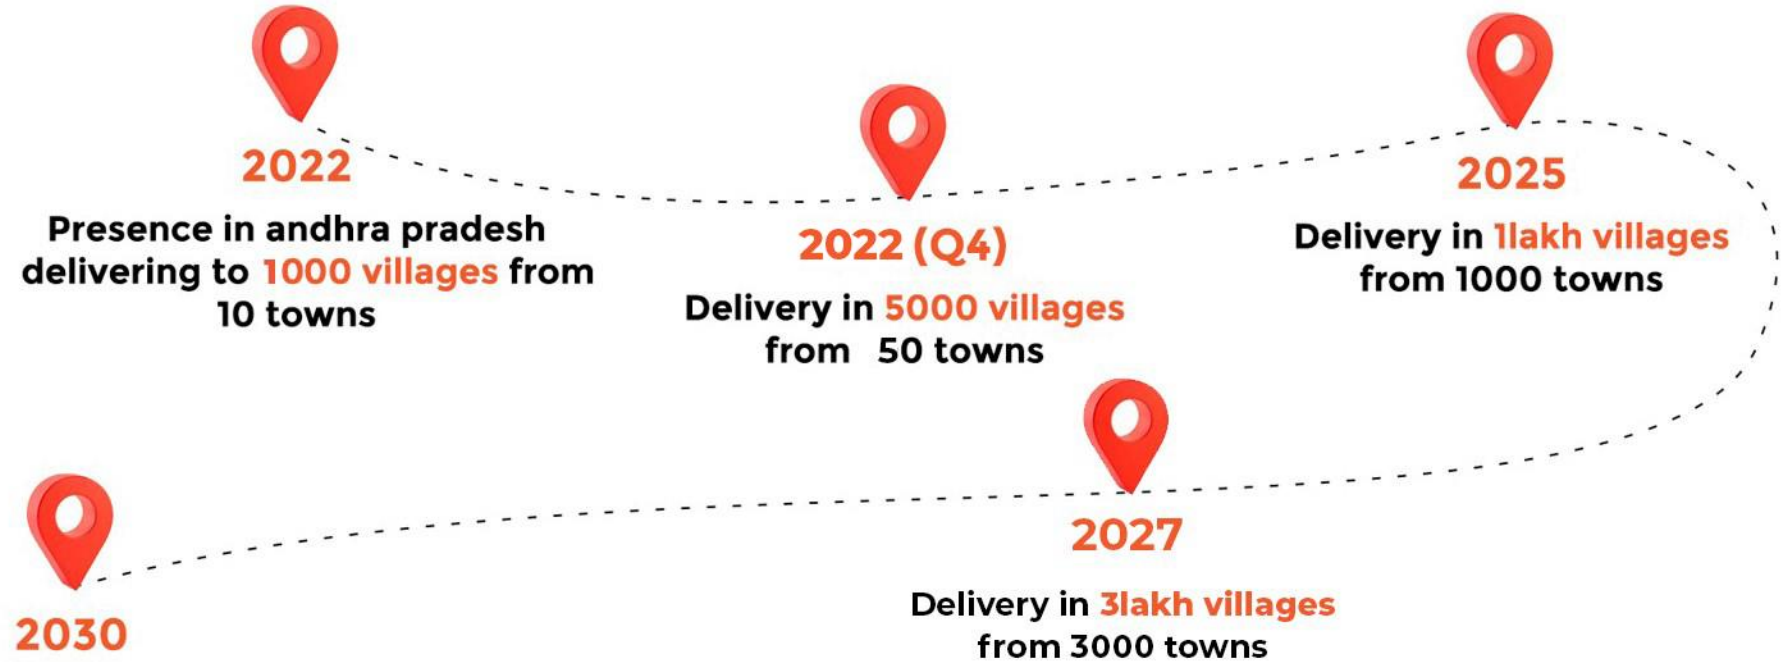 2022
Presence in andhra pradesh
delivering to 1000 villages from
10 towns
2022 (Q4)
Delivery in 5000 villages
from 50 towns
2025
Delivery in 1lakh villages
from 1000 towns
2027
Delivery in 3lakh villages
from 3000 towns
2030